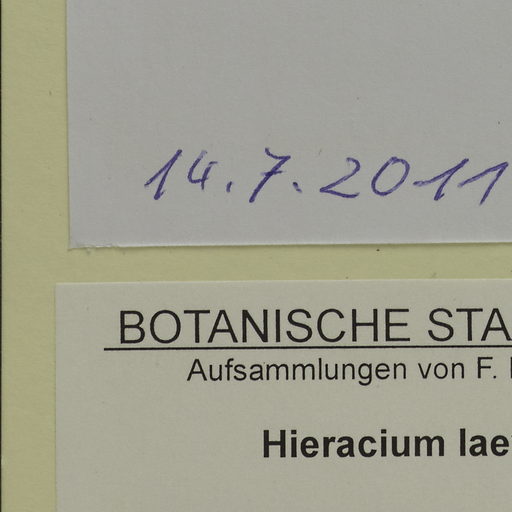 14.7.2011
BOTANISCHE STA
Aufsammlungen von F.
Hieracium lae